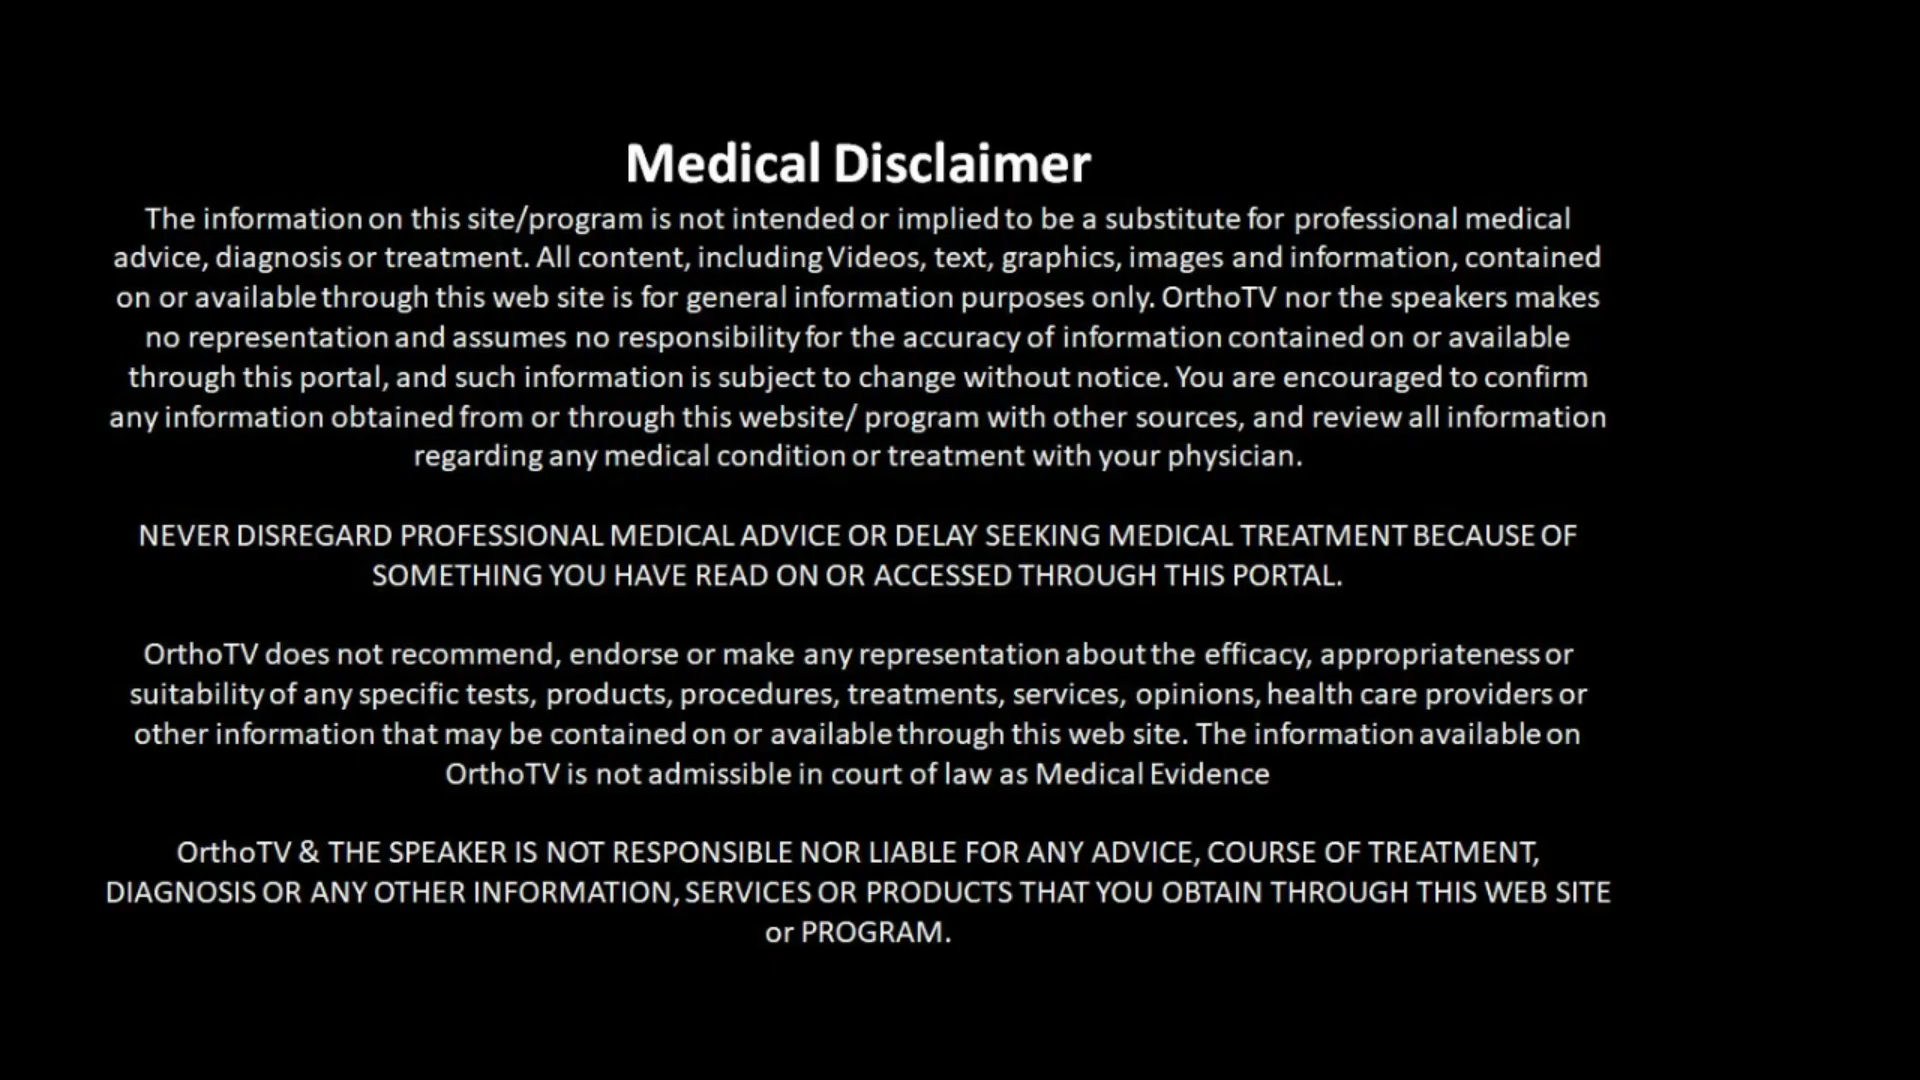 Medical Disclaimer
The information on this site/program is not intended or implied to be a substitute for professional medical
advice, diagnosis or treatment. All content, including Videos, text, graphics, images and information, contained
on or available through this web site is for general information purposes only. OrthoTV nor the speakers makes
no representation and assumes no responsibility for the accuracy of information contained on or available
through this portal, and such information is subject to change without notice. You are encouraged to confirm
any information obtained from or through this website/ program with other sources, and review all information
regarding any medical condition or treatment with your physician.
NEVER DISREGARD PROFESSIONAL MEDICAL ADVICE OR DELAY SEEKING MEDICAL TREATMENT BECAUSE OF
SOMETHING YOU HAVE READ ON OR ACCESSED THROUGH THIS PORTAL.
OrthoTV does not recommend, endorse or make any representation about the efficacy, appropriateness or
suitability of any specific tests, products, procedures, treatments, services, opinions, health care providers or
other information that may be contained on or available through this web site. The information available on
OrthoTV is not admissible in court of law as Medical Evidence
OrthoTV & THE SPEAKER IS NOT RESPONSIBLE NOR LIABLE FOR ANY ADVICE, COURSE OF TREATMENT,
DIAGNOSIS OR ANY OTHER INFORMATION, SERVICES OR PRODUCTS THAT YOU OBTAIN THROUGH THIS WEB SITE
or PROGRAM.